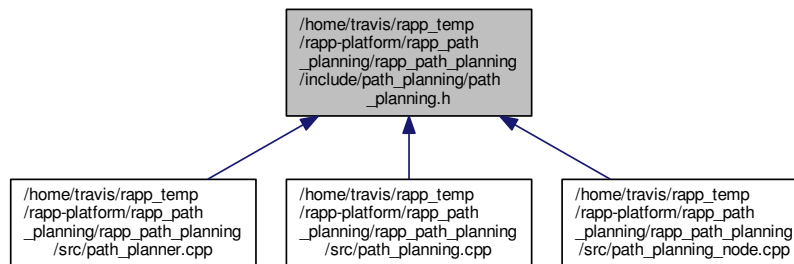 /home/travis/rapp_temp
/rapp-platform/rapp_path
_planning/rapp_path_planning
/include/path_planning/path
_planning.h
/home/travis/rapp_temp
/rapp-platform/rapp_path
_planning/rapp_path_planning
/src/path_planner.cpp
/home/travis/rapp_temp
/rapp-platform/rapp_path
_planning/rapp_path_planning
/src/path_planning.cpp
/home/travis/rapp_temp
/rapp-platform/rapp_path
_planning/rapp_path_planning
/src/path_planning_node.cpp